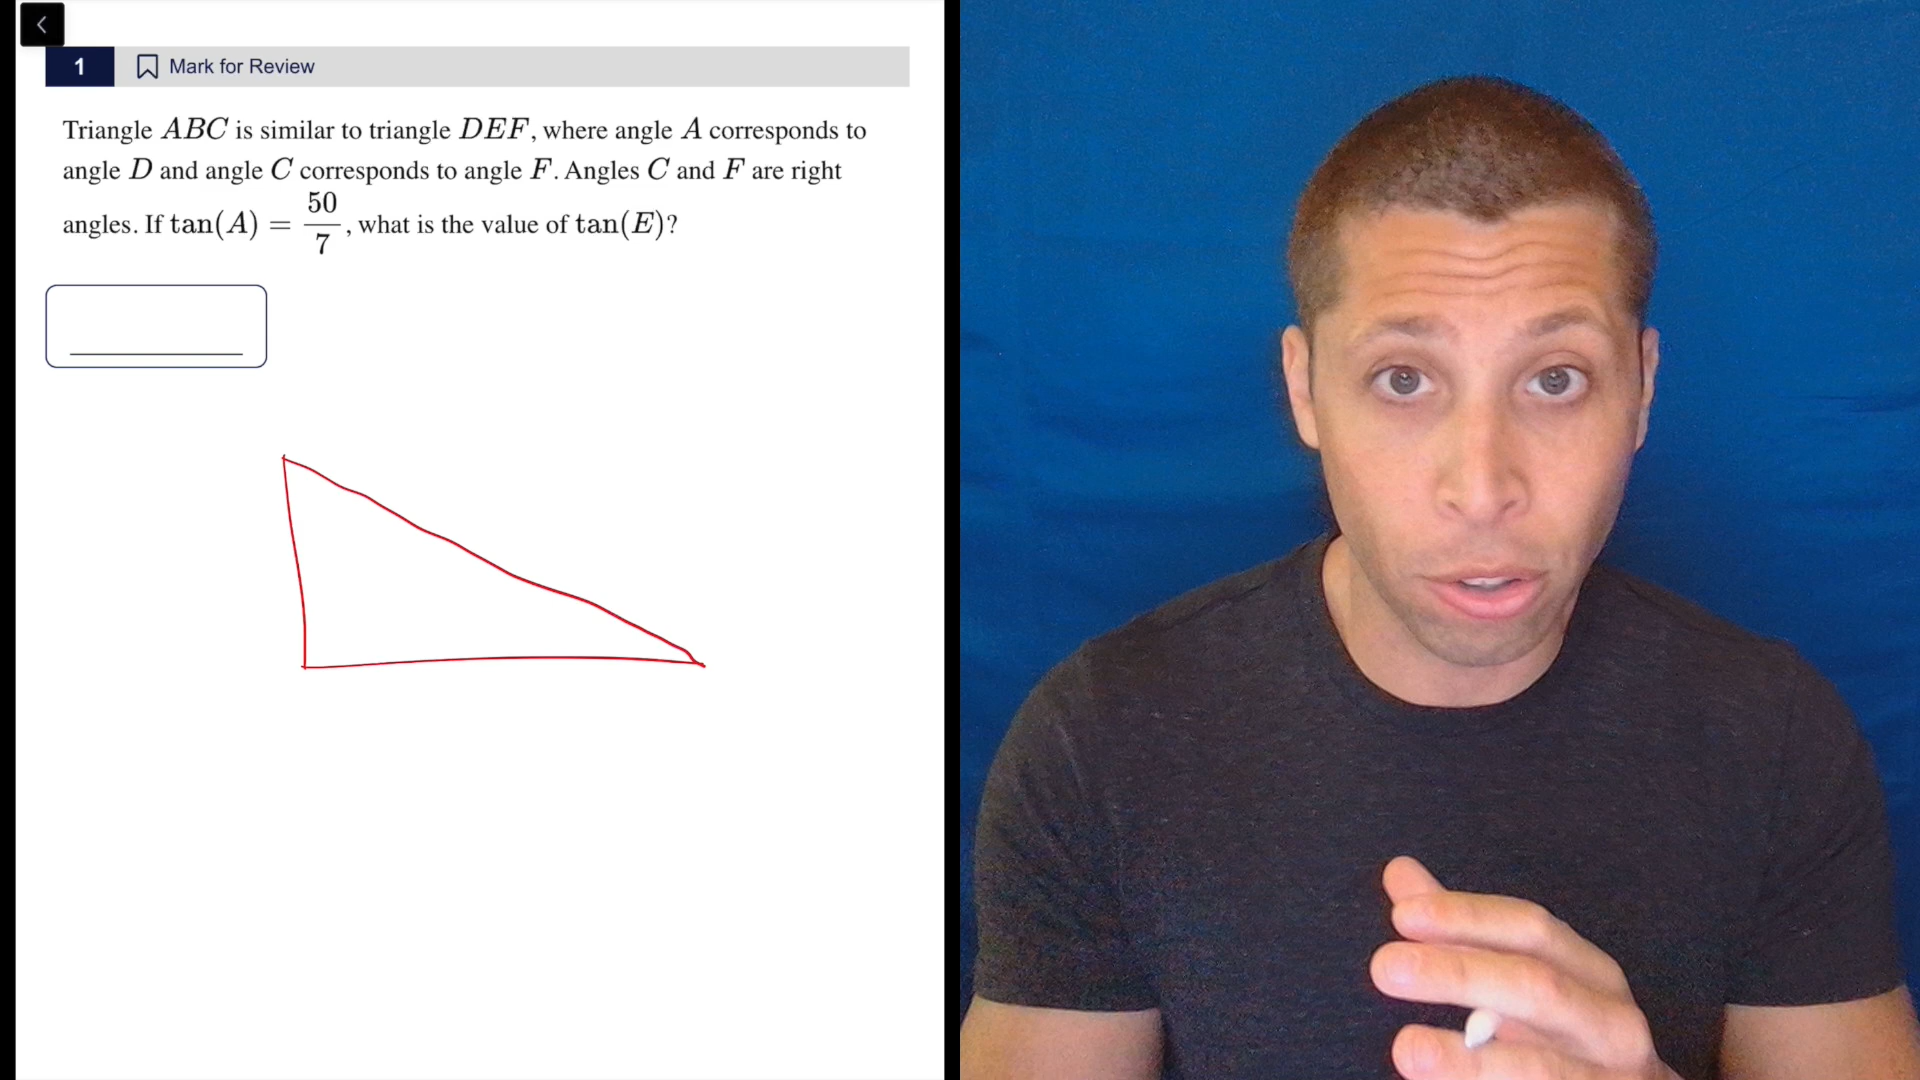 1 Mark for Review
Triangle ABC is similar to triangle DEF, where angle A corresponds to
angle D and angle C corresponds to angle F. Angles C and F are right
angles. If tan(A) = 50/7, what is the value of tan(E)?